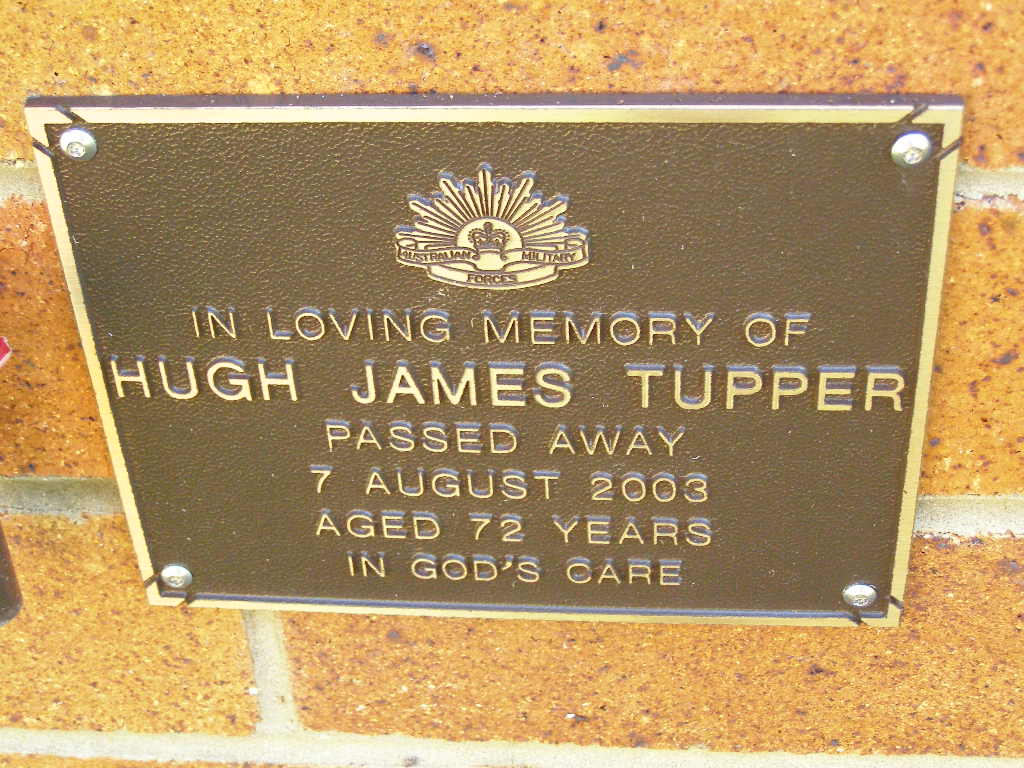 AUSTRALIAN MILITARY
FORCES
IN LOVING MEMORY OF
HUGH JAMES TUPPER
PASSED AWAY
7 AUGUST 2003
AGED 72 YEARS
IN GOD'S CARE